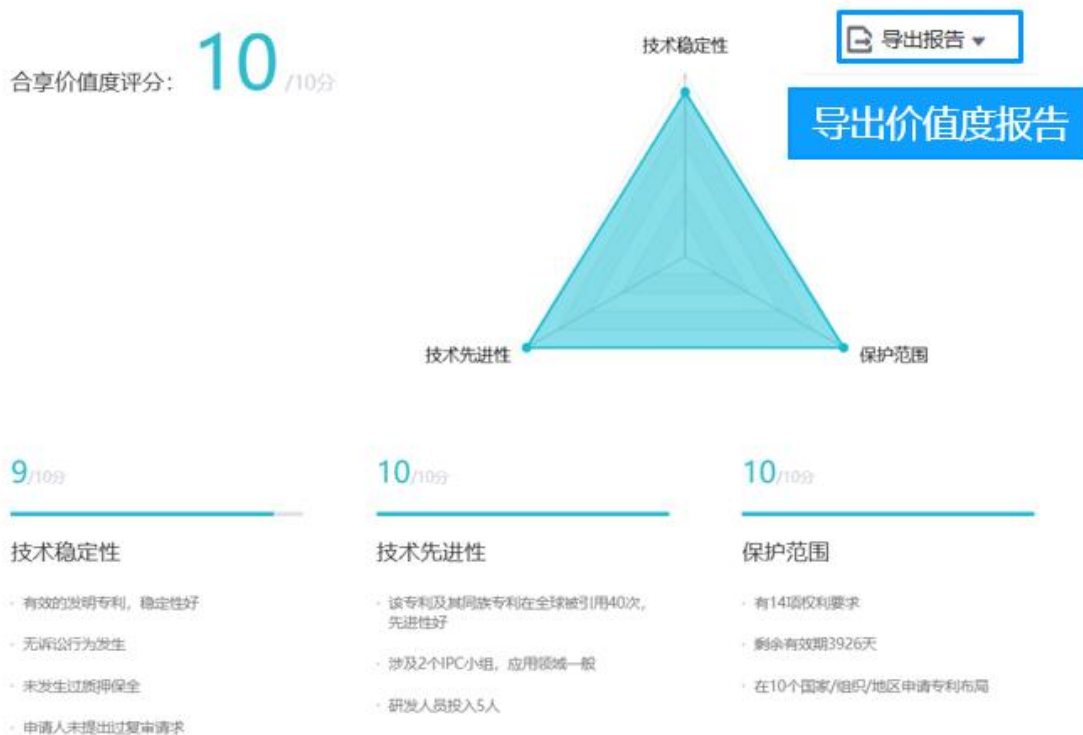 合享价值度评分：
10/10分
技术稳定性
技术先进性
保护范围
导出报告
导出价值度报告
9/10分
技术稳定性
· 有效的发明专利，稳定性好
· 无诉讼行为发生
· 未发生过质押保全
· 申请人未提出过复审请求
10/10分
技术先进性
· 该专利及其同族专利在全球被引用40次，
先进性好
· 涉及2个IPC小组，应用领域一般
· 研发人员投入5人
10/10分
保护范围
· 有14项权利要求
· 剩余有效期3926天
· 在10个国家/组织/地区申请专利布局